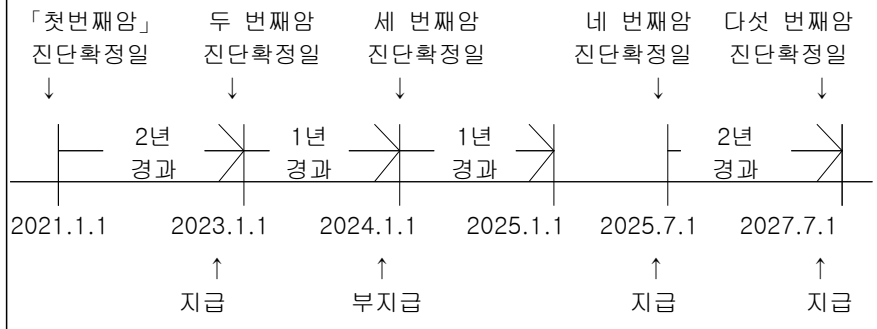 「첫번째암」 두 번째암 세 번째암 네 번째암 다섯 번째암
진단확정일 진단확정일 진단확정일 진단확정일 진단확정일
↓ ↓ ↓ ↓ ↓
2년 1년 1년 2년
경과 경과 경과 경과
2021.1.1 2023.1.1 2024.1.1 2025.1.1 2025.7.1 2027.7.1
↑ ↑ ↑ ↑
지급 부지급 지급 지급